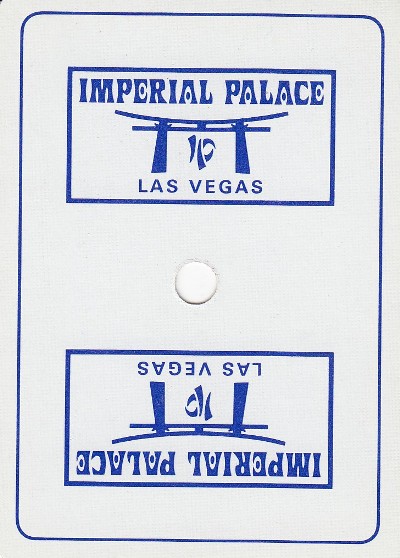 IMPERIAL PALACE
IP
LAS VEGAS
LAS VEGAS
IP
IMPERIAL PALACE